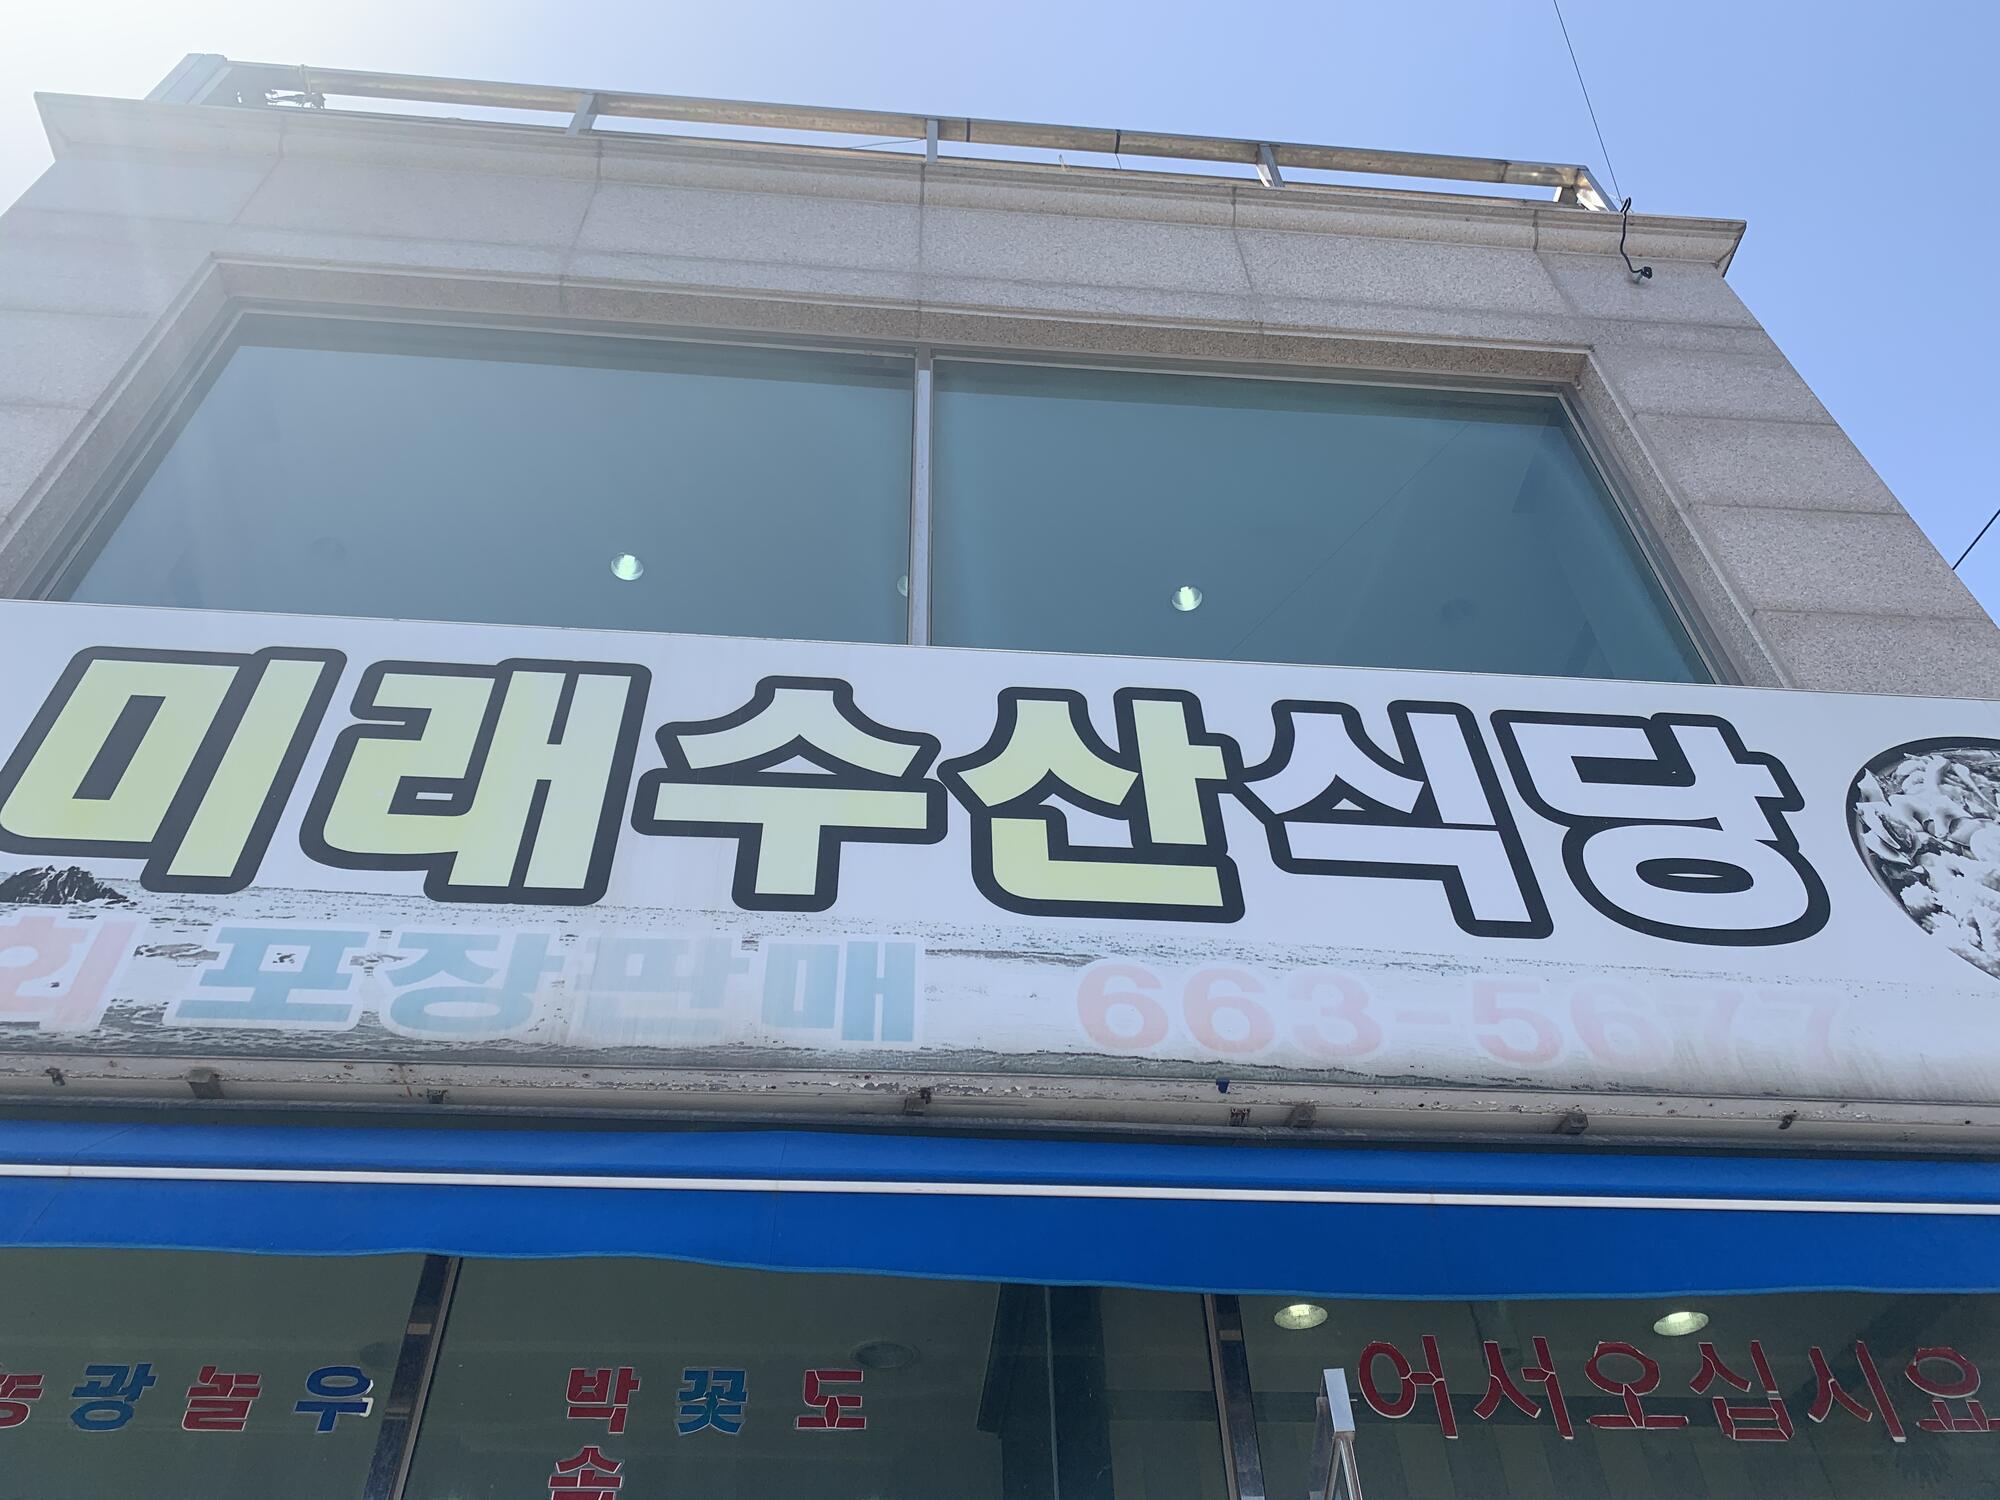 미래수산식당
회 포장판매 663-5677
광 놀 우 박 꽃 도 어서오십시요